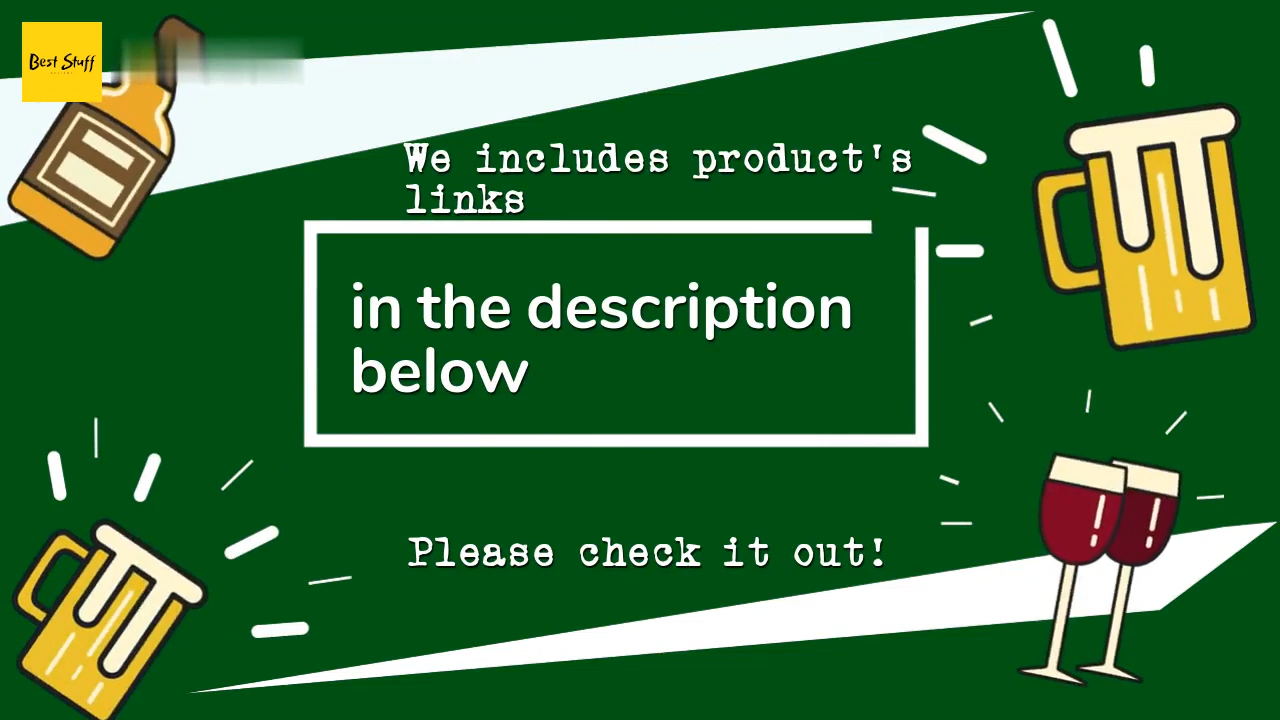 Best Stuff
We includes product's
links
in the description
below
Please check it out!